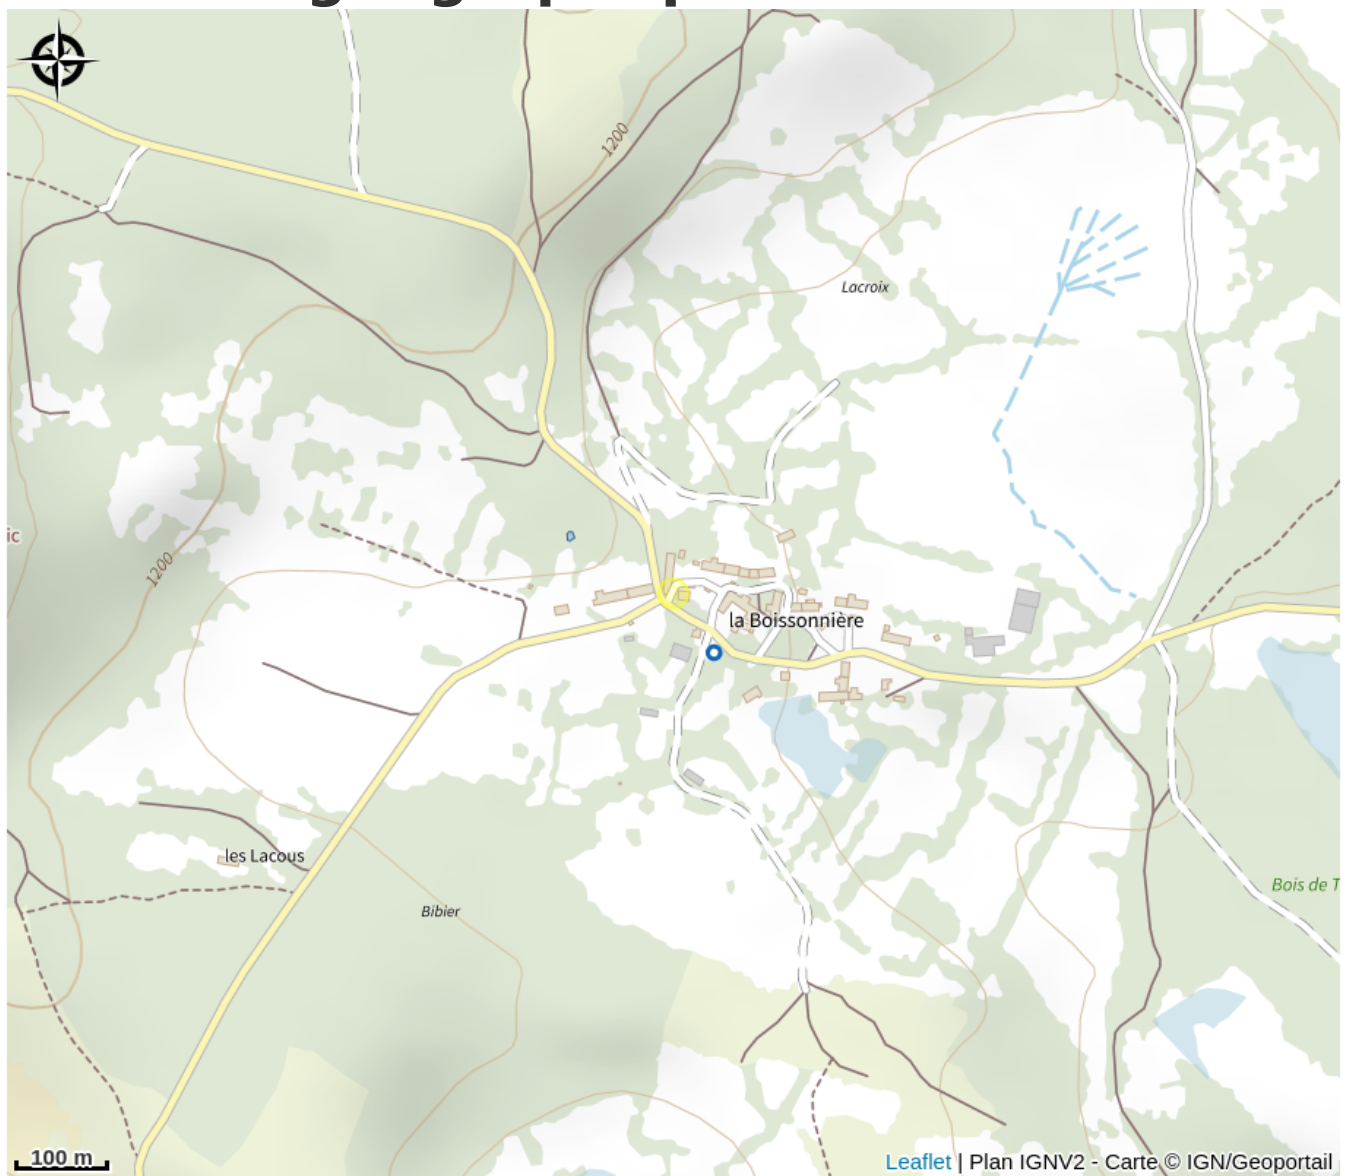 1200
Lacroix
ic
1200
la Boissonnière
les Lacous
Bois de T
Bibier
100 m
Leaflet | Plan IGNV2 - Carte © IGN/Geoportail